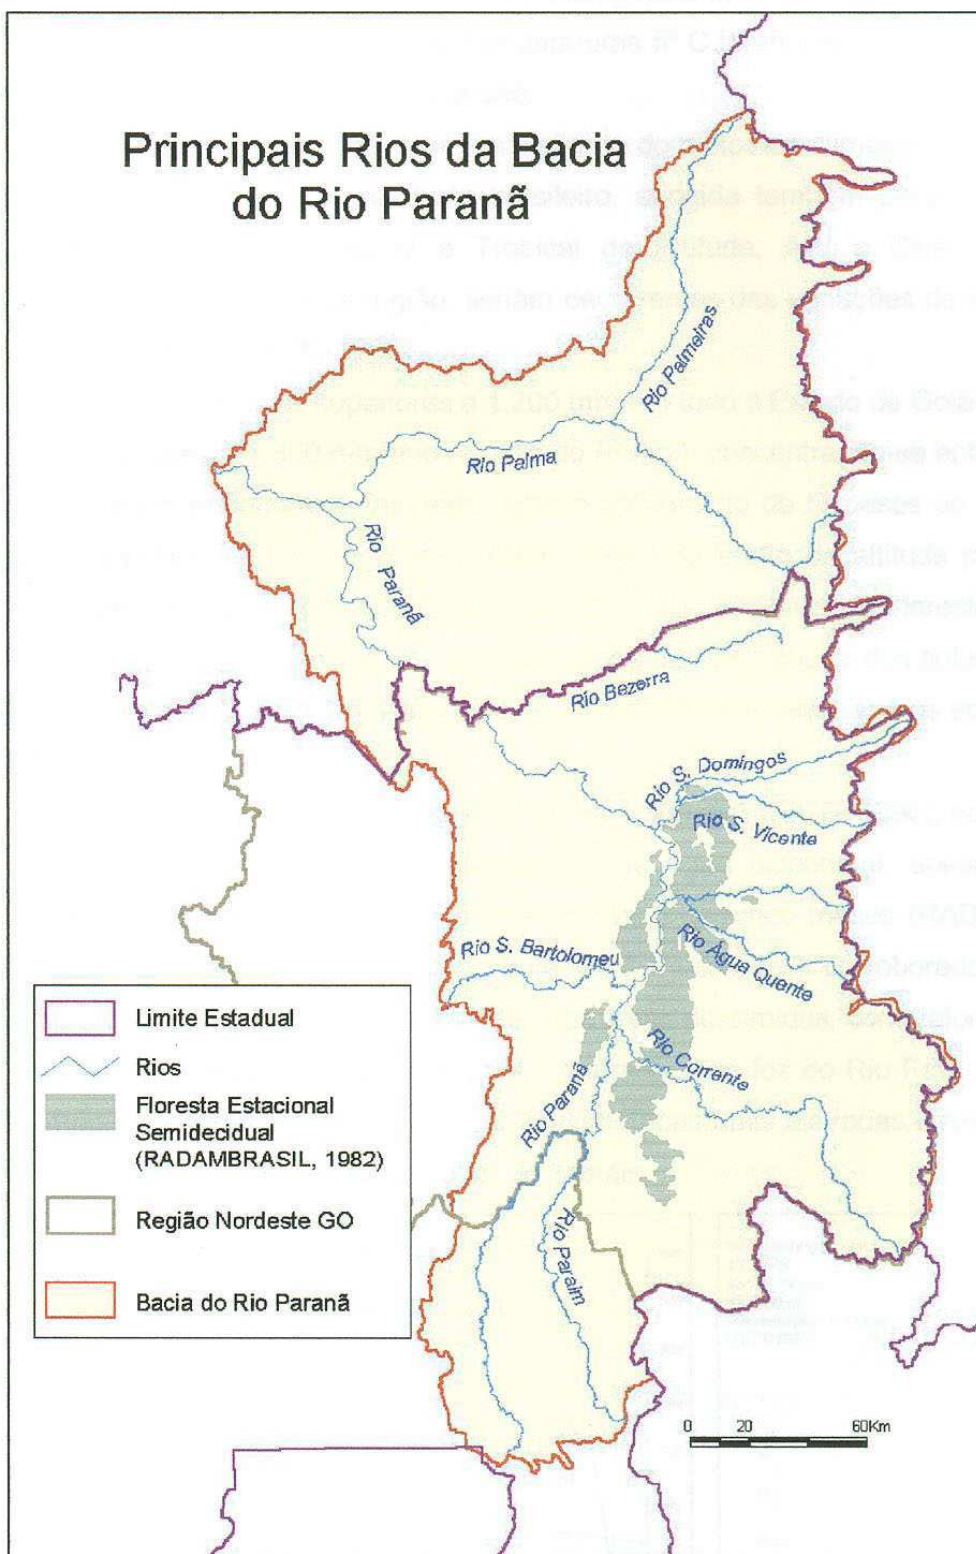 Principais Rios da Bacia
do Rio Paranã
Rio Palmeiras
Rio Palma
Rio Paranã
Rio Bezerra
Rio S. Domingos
Rio S. Vicente
Rio S. Bartolomeu
Rio Água Quente
Rio Corrente
Rio Paranã
Rio Paraim
Limite Estadual
Rios
Floresta Estacional
Semidecidual
(RADAMBRASIL, 1982)
Região Nordeste GO
Bacia do Rio Paranã
0 20 60Km